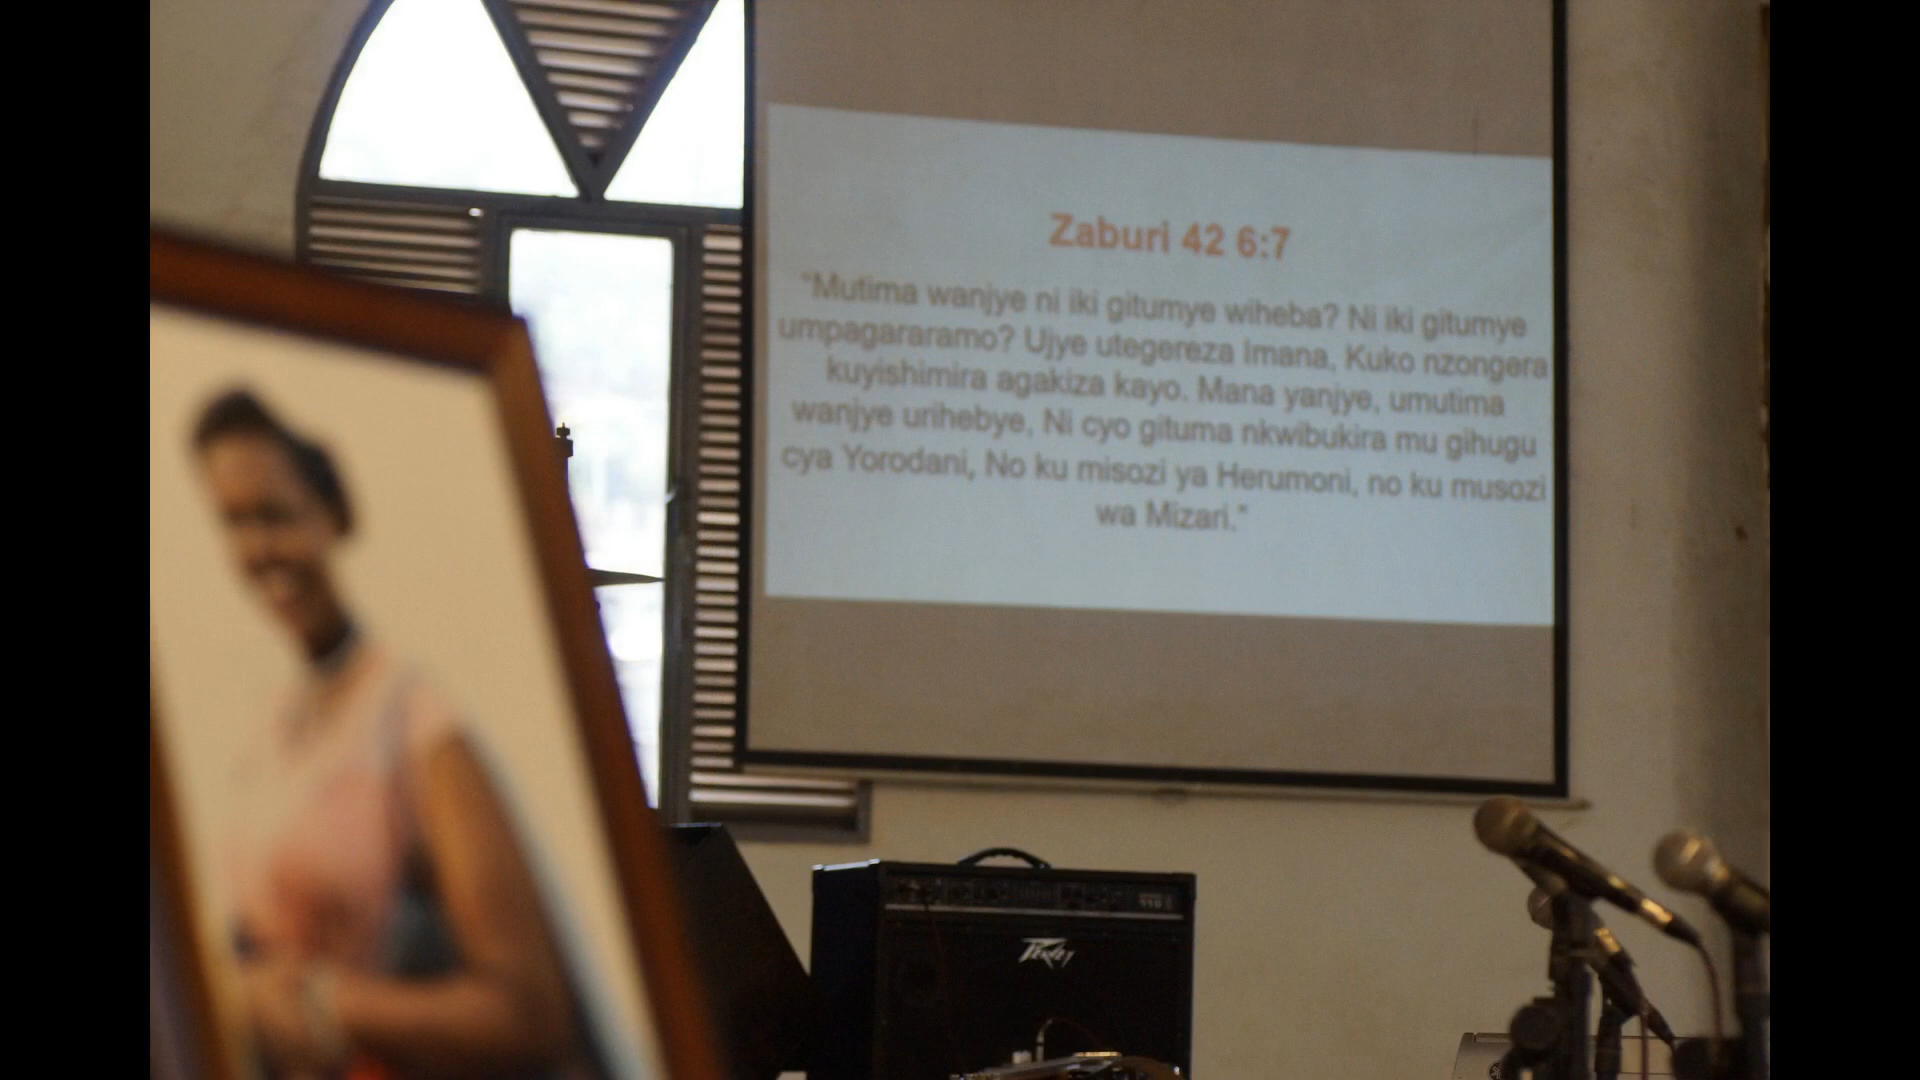 Zaburi 42 6:7
"Mutima wanjye ni iki gitumye wiheba? Ni iki gitumye
umpagararamo? Ujye utegereza Imana, Kuko nzongera
kuyishimira agakiza kayo. Mana yanjye, umutima
wanjye urihebye, Ni cyo gituma nkwibukira mu gihugu
cya Yorodani, No ku misozi ya Herumoni, no ku musozi
wa Mizari."
PEAVEY